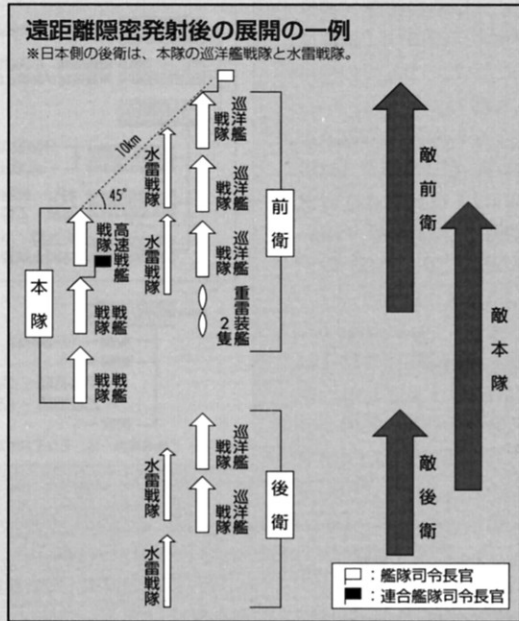 遠距離隠密発射後の展開の一例
※日本側の後衛は、本隊の巡洋艦戦隊と水雷戦隊。
10km
45°
本隊
高速戦艦
戦隊
戦艦
戦隊
戦艦
戦隊
水雷戦隊
水雷戦隊
巡洋艦
戦隊
巡洋艦
戦隊
巡洋艦
戦隊
重雷装艦
2隻
前衛
水雷戦隊
水雷戦隊
巡洋艦
戦隊
巡洋艦
戦隊
後衛
敵前衛
敵本隊
敵後衛
：艦隊司令長官
：連合艦隊司令長官